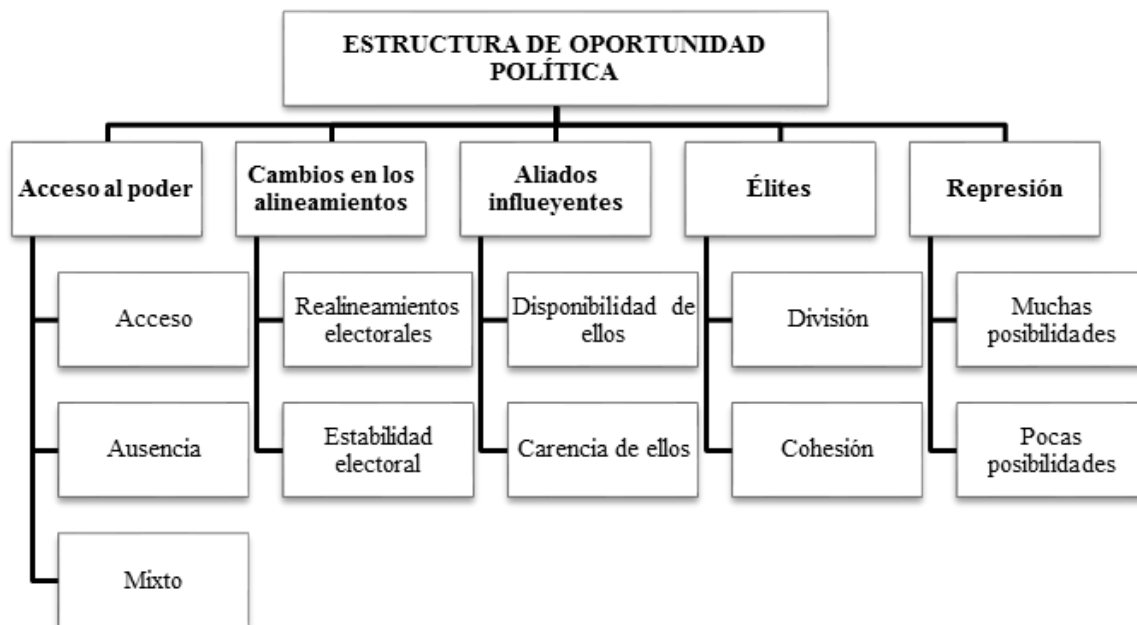 ESTRUCTURA DE OPORTUNIDAD
POLÍTICA
Acceso al poder
Cambios en los
alineamientos
Aliados
influeyentes
Élites
Represión
Acceso
Realineamientos
electorales
Disponibilidad de
ellos
División
Muchas
posibilidades
Ausencia
Estabilidad
electoral
Carencia de ellos
Cohesión
Pocas
posibilidades
Mixto